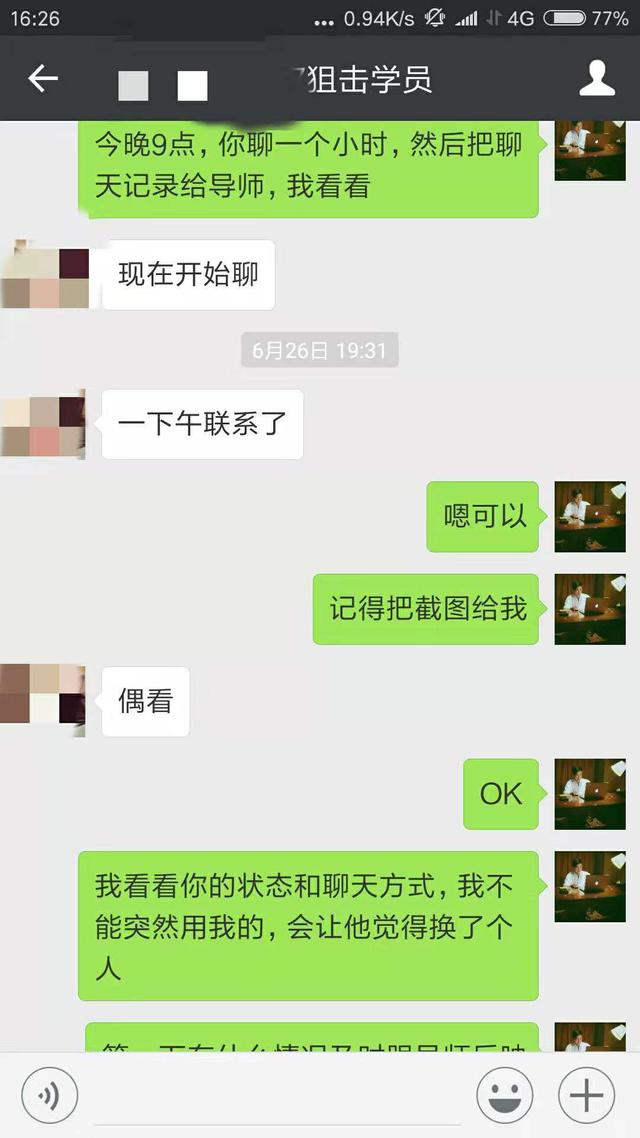 16:26
... 0.94K/s 4G 77%
狙击学员
今晚9点，你聊一个小时，然后把聊
天记录给导师，我看看
现在开始聊
6月26日 19:31
一下午联系了
嗯可以
记得把截图给我
偶看
OK
我看看你的状态和聊天方式，我不
能突然用我的，会让他觉得换了个
人